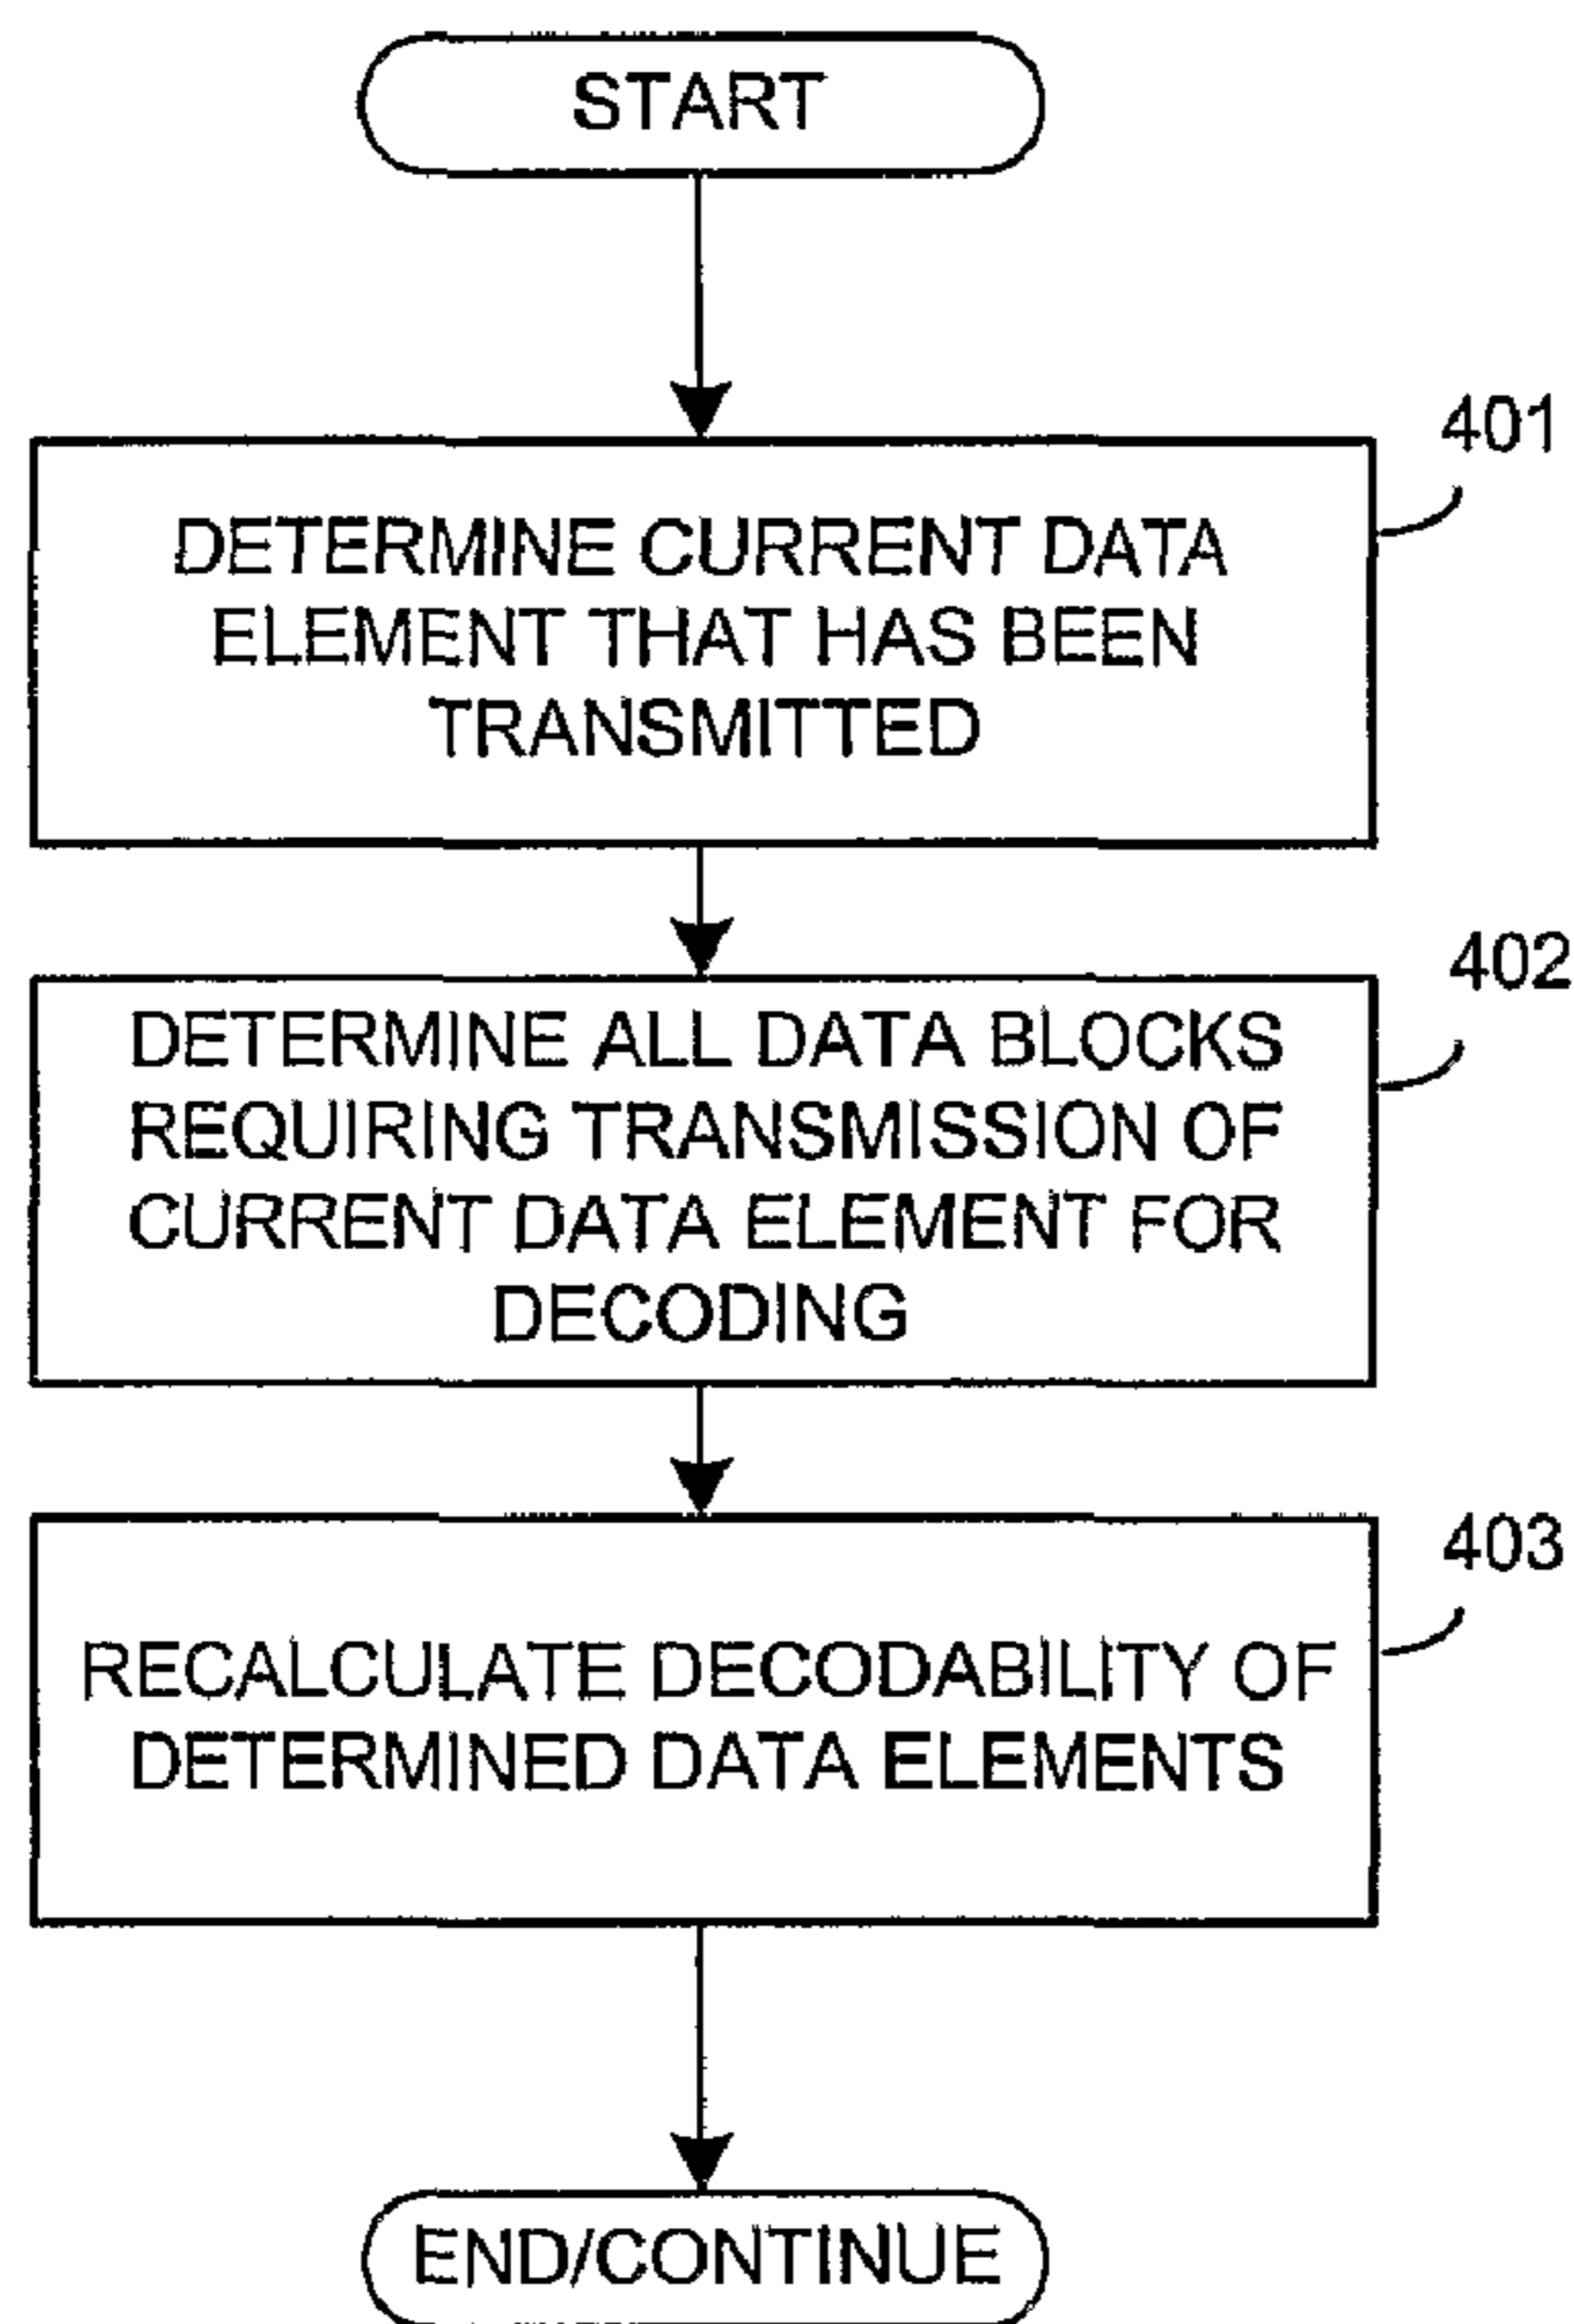 START
401
DETERMINE CURRENT DATA
ELEMENT THAT HAS BEEN
TRANSMITTED
402
DETERMINE ALL DATA BLOCKS
REQUIRING TRANSMISSION OF
CURRENT DATA ELEMENT FOR
DECODING
403
RECALCULATE DECODABILITY OF
DETERMINED DATA ELEMENTS
END/CONTINUE